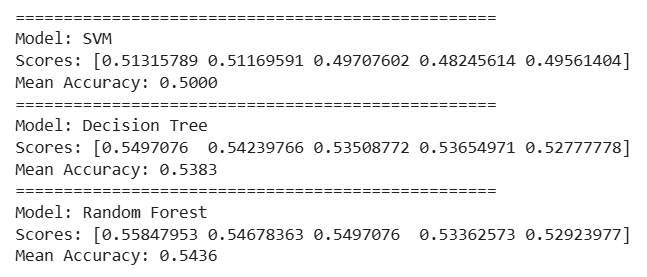 ==================================================
Model: SVM
Scores: [0.51315789 0.51169591 0.49707602 0.48245614 0.49561404]
Mean Accuracy: 0.5000
==================================================
Model: Decision Tree
Scores: [0.5497076  0.54239766 0.53508772 0.53654971 0.52777778]
Mean Accuracy: 0.5383
==================================================
Model: Random Forest
Scores: [0.55847953 0.54678363 0.5497076  0.53362573 0.52923977]
Mean Accuracy: 0.5436